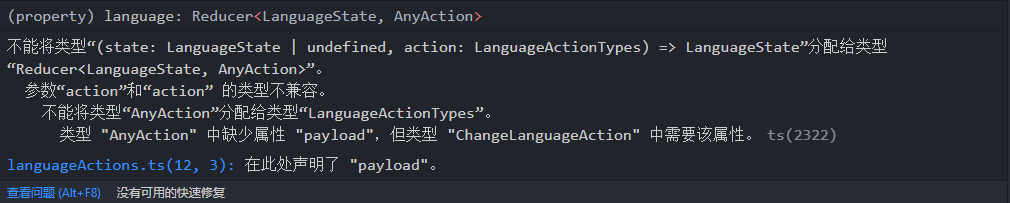 (property) language: Reducer<LanguageState, AnyAction>
不能将类型“(state: LanguageState | undefined, action: LanguageActionTypes) => LanguageState”分配给类型
“Reducer<LanguageState, AnyAction>”。
参数“action”和“action” 的类型不兼容。
不能将类型“AnyAction”分配给类型“LanguageActionTypes”。
类型 "AnyAction" 中缺少属性 "payload"，但类型 "ChangeLanguageAction" 中需要该属性。 ts(2322)
languageActions.ts(12, 3): 在此处声明了 "payload"。
查看问题 (Alt+F8) 没有可用的快速修复